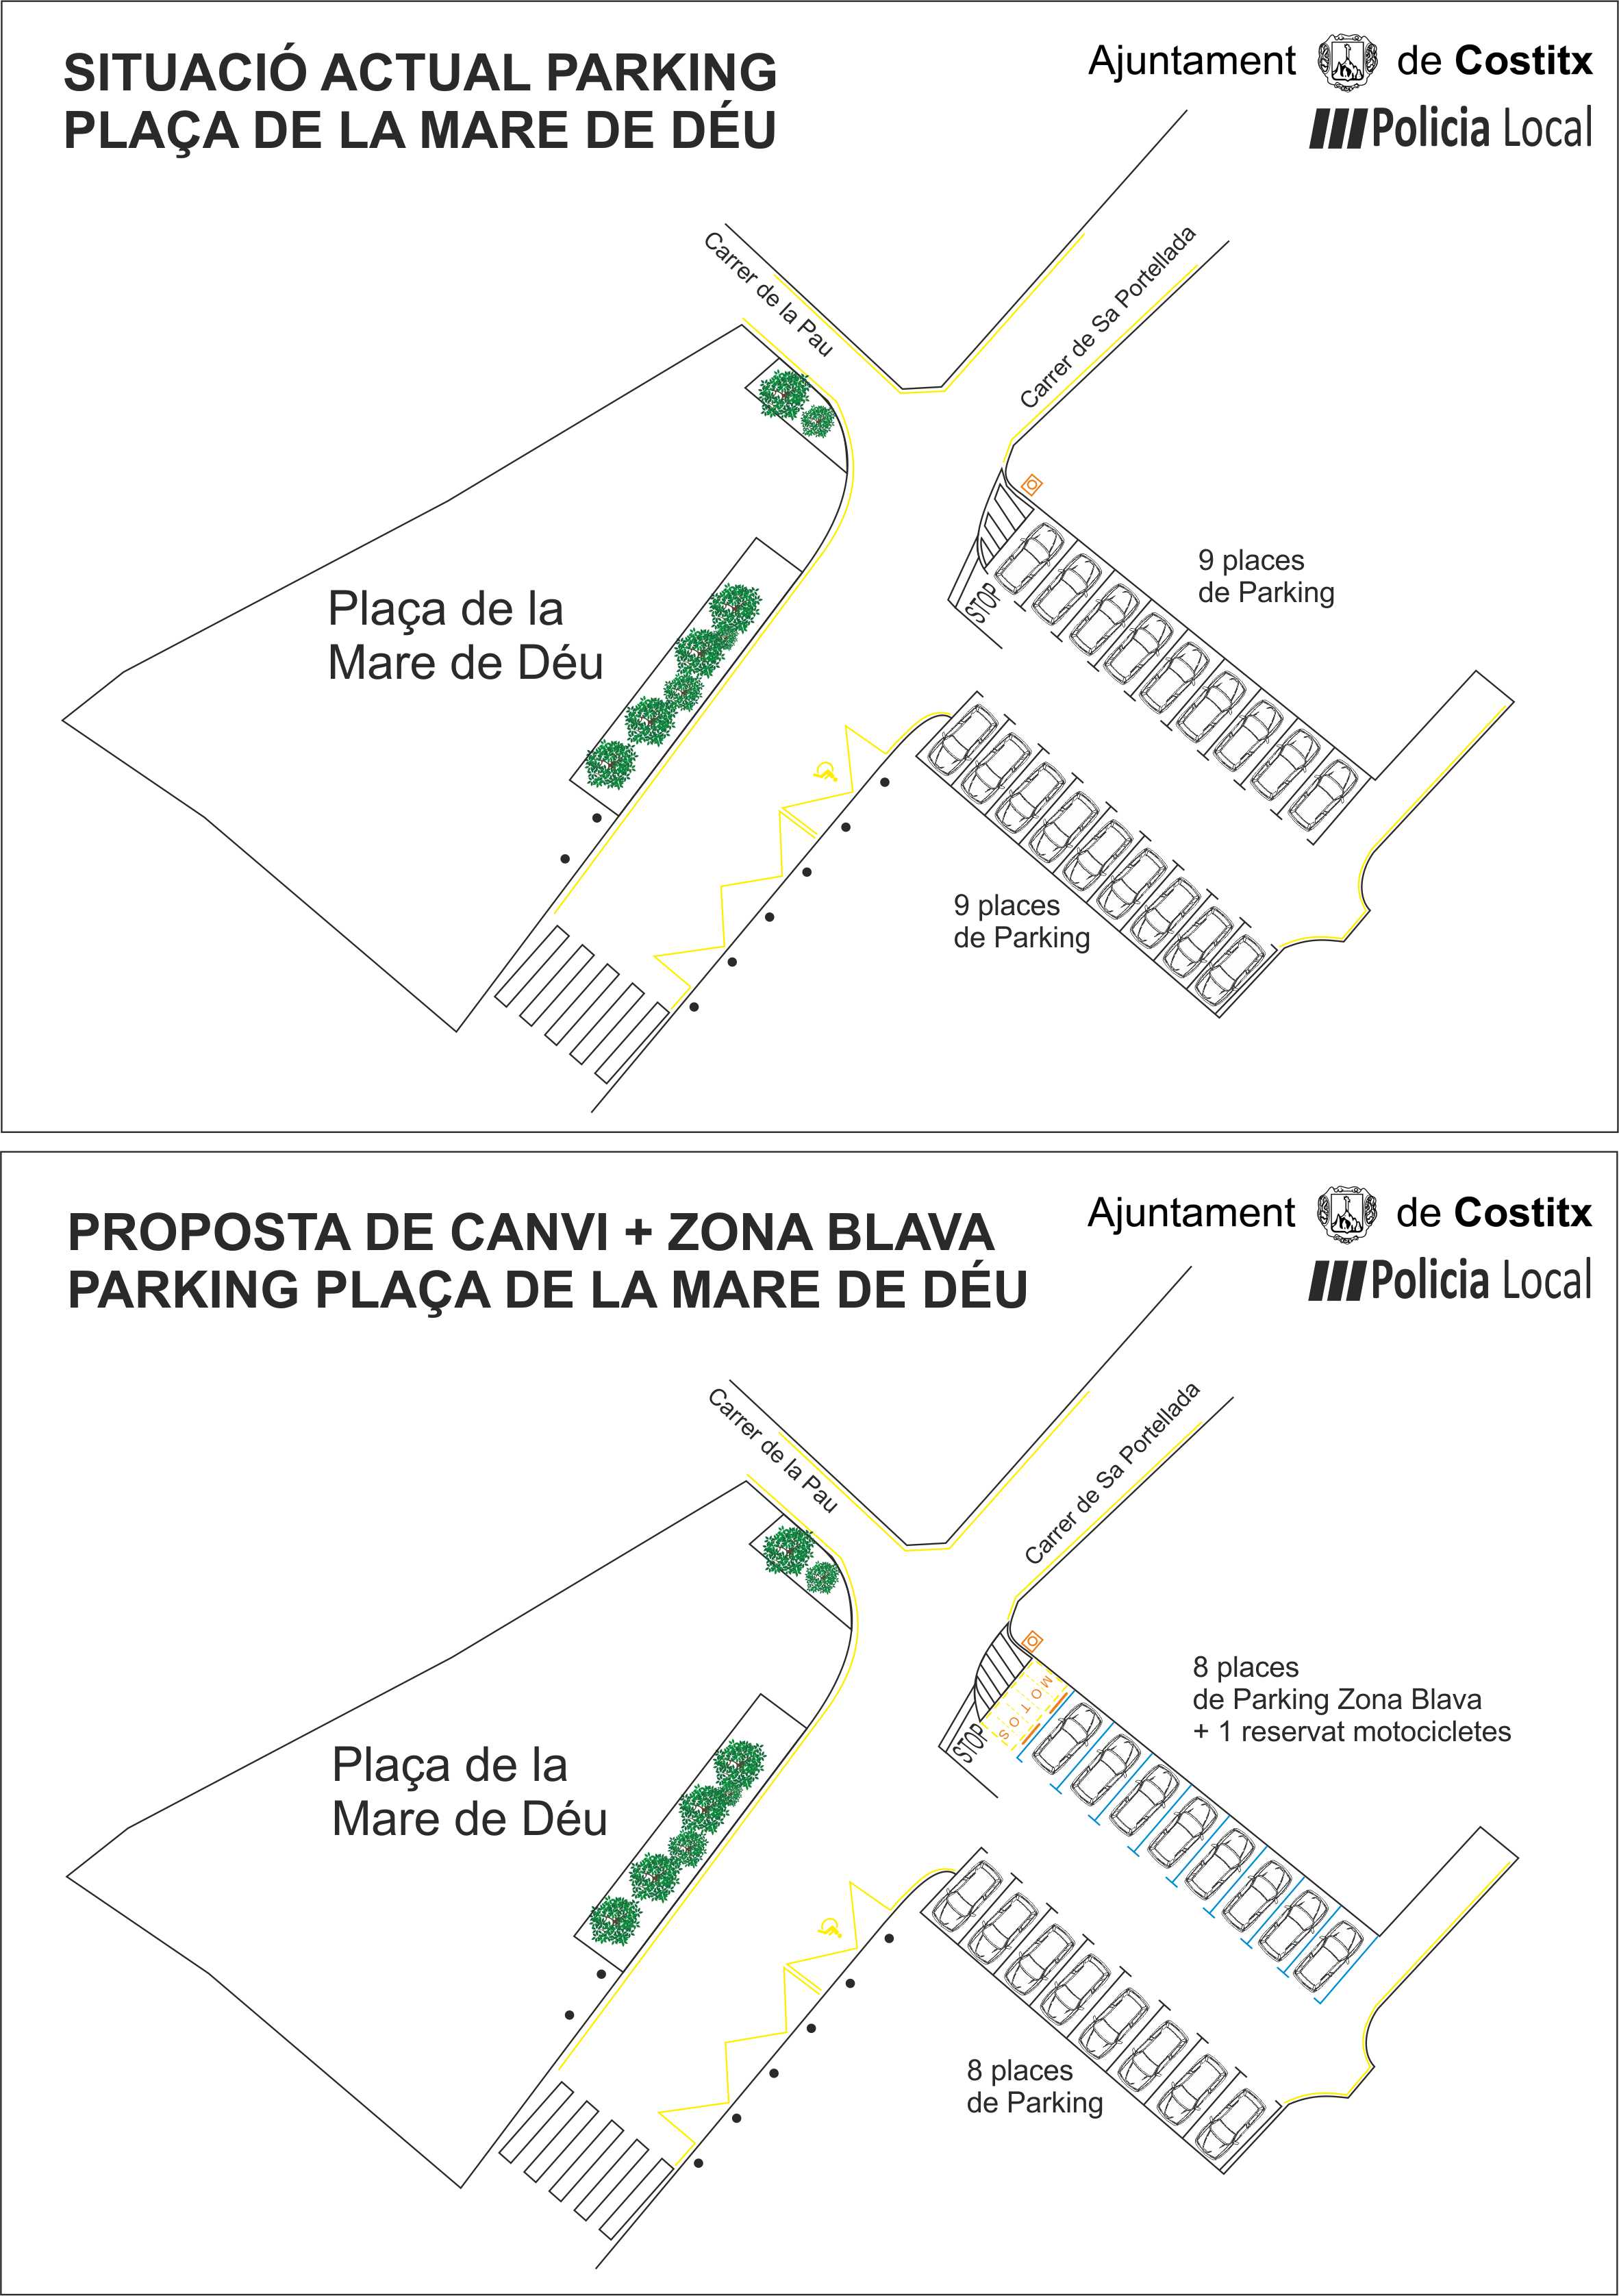 SITUACIÓ ACTUAL PARKING
PLAÇA DE LA MARE DE DÉU
Ajuntament de Costitx
Policia Local
Carrer de la Pau
Carrer de Sa Portellada
9 places
de Parking
STOP
Plaça de la
Mare de Déu
9 places
de Parking
PROPOSTA DE CANVI + ZONA BLAVA
PARKING PLAÇA DE LA MARE DE DÉU
Ajuntament de Costitx
Policia Local
Carrer de la Pau
Carrer de Sa Portellada
8 places
de Parking Zona Blava
+ 1 reservat motocicletes
MOTOS
STOP
Plaça de la
Mare de Déu
8 places
de Parking